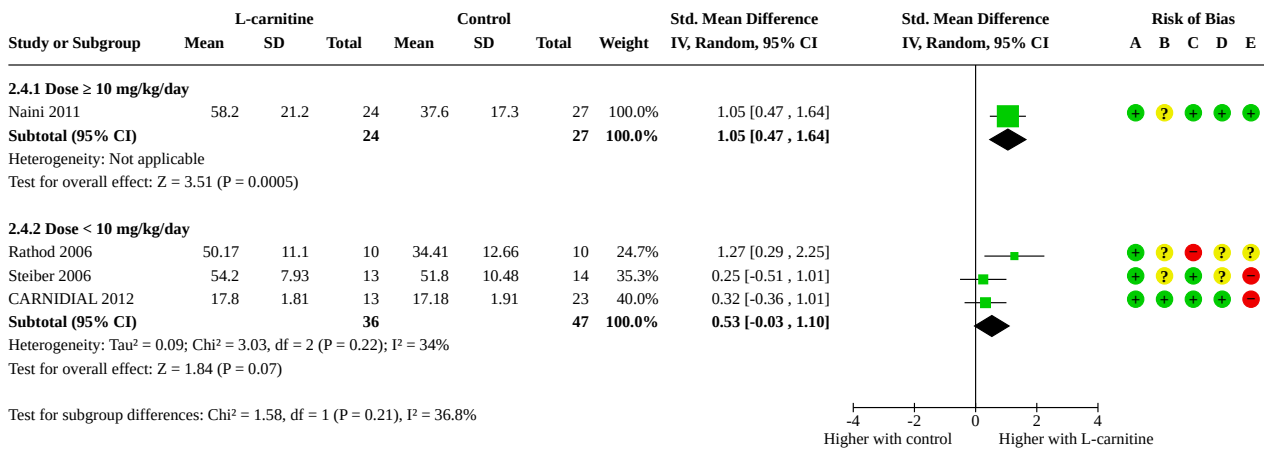 L-carnitine Control Std. Mean Difference Std. Mean Difference Risk of Bias
Study or Subgroup Mean SD Total Mean SD Total Weight IV, Random, 95% CI IV, Random, 95% CI A B C D E
2.4.1 Dose ≥ 10 mg/kg/day
Naini 2011 58.2 21.2 24 37.6 17.3 27 100.0% 1.05 [0.47 , 1.64] + ? + + +
Subtotal (95% CI) 24 27 100.0% 1.05 [0.47 , 1.64]
Heterogeneity: Not applicable
Test for overall effect: Z = 3.51 (P = 0.0005)
2.4.2 Dose < 10 mg/kg/day
Rathod 2006 50.17 11.1 10 34.41 12.66 10 24.7% 1.27 [0.29 , 2.25] + ? − ? ?
Steiber 2006 54.2 7.93 13 51.8 10.48 14 35.3% 0.25 [-0.51 , 1.01] + ? + ? −
CARNIDIAL 2012 17.8 1.81 13 17.18 1.91 23 40.0% 0.32 [-0.36 , 1.01] + + + + −
Subtotal (95% CI) 36 47 100.0% 0.53 [-0.03 , 1.10]
Heterogeneity: Tau² = 0.09; Chi² = 3.03, df = 2 (P = 0.22); I² = 34%
Test for overall effect: Z = 1.84 (P = 0.07)
Test for subgroup differences: Chi² = 1.58, df = 1 (P = 0.21), I² = 36.8%
-4 -2 0 2 4
Higher with control Higher with L-carnitine